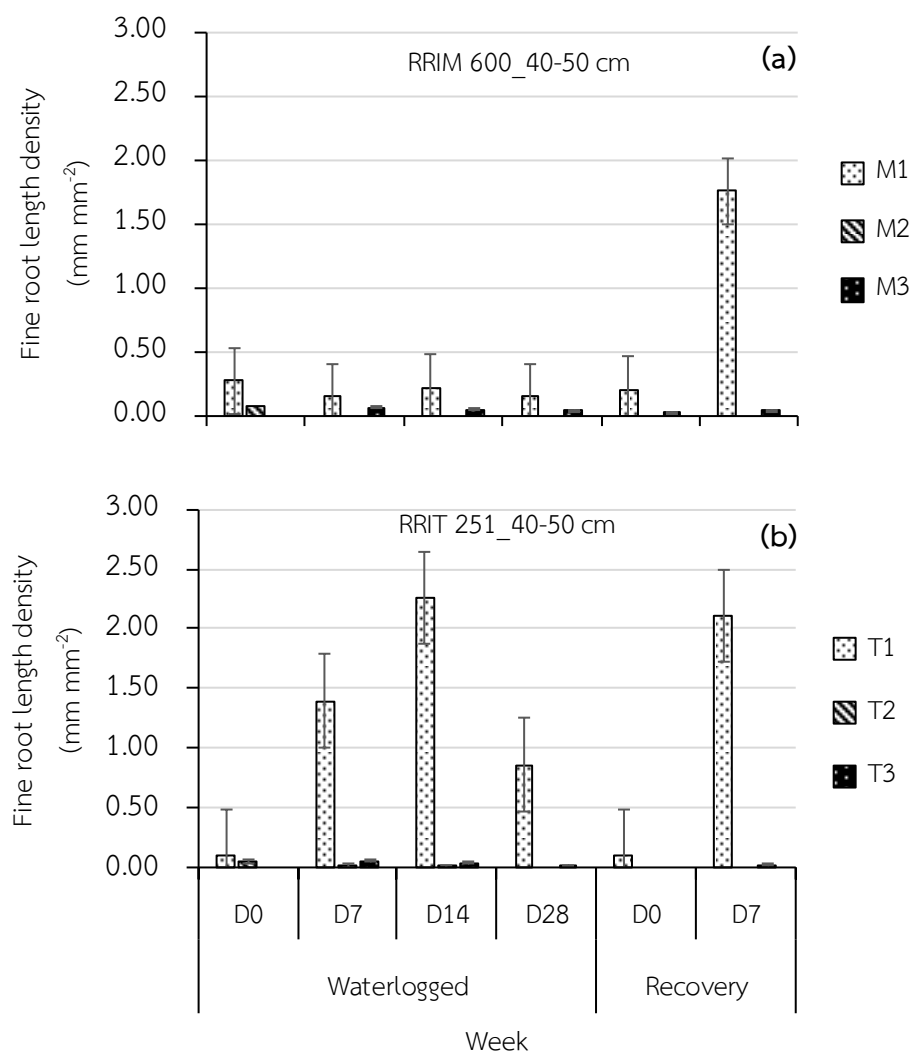 Fine root length density
(mm mm⁻²)
3.00
2.50
2.00
1.50
1.00
0.50
0.00
RRIM 600_40-50 cm
(a)
M1
M2
M3
Fine root length density
(mm mm⁻²)
3.00
2.50
2.00
1.50
1.00
0.50
0.00
RRIT 251_40-50 cm
(b)
T1
T2
T3
D0 D7 D14 D28 D0 D7
Waterlogged Recovery
Week